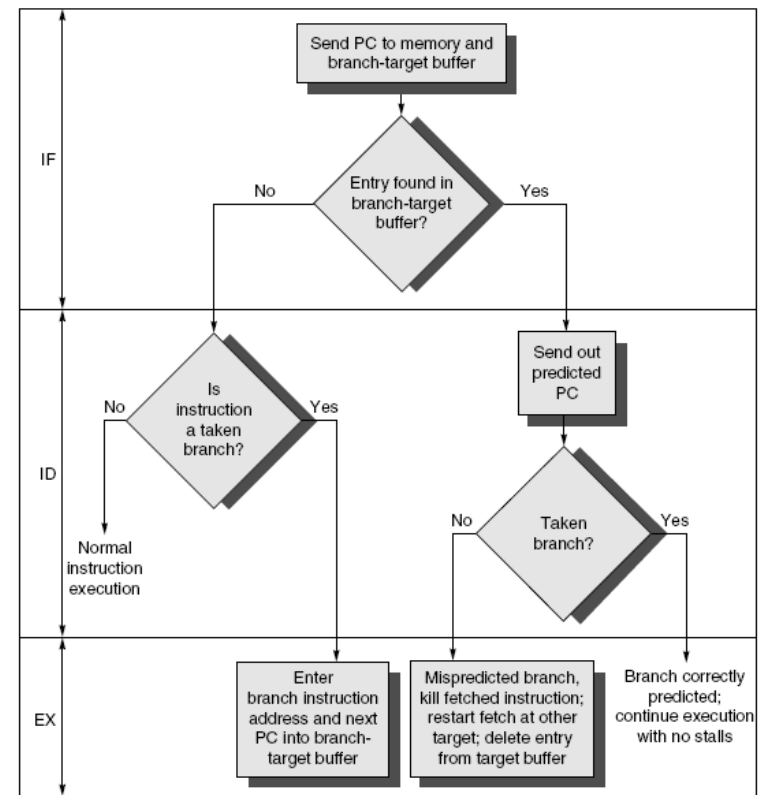 Send PC to memory and
branch-target buffer
IF
No
Entry found in
branch-target
buffer?
Yes
Send out
predicted
PC
No
Is
instruction
a taken
branch?
Yes
ID
Normal
instruction
execution
No
Taken
branch?
Yes
EX
Enter
branch instruction
address and next
PC into branch-
target buffer
Mispredicted branch,
kill fetched instruction;
restart fetch at other
target; delete entry
from target buffer
Branch correctly
predicted;
continue execution
with no stalls